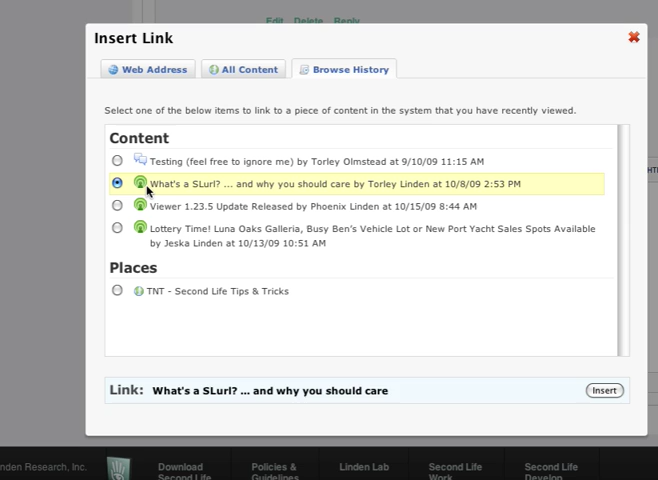 Edit Delete Reply
Insert Link
Web Address
All Content
Browse History
Select one of the below items to link to a piece of content in the system that you have recently viewed.
Content
Testing (feel free to ignore me) by Torley Olmstead at 9/10/09 11:15 AM
What's a SLurl? ... and why you should care by Torley Linden at 10/8/09 2:53 PM
Viewer 1.23.5 Update Released by Phoenix Linden at 10/15/09 8:44 AM
Lottery Time! Luna Oaks Galleria, Busy Ben's Vehicle Lot or New Port Yacht Sales Spots Available
by Jeska Linden at 10/13/09 10:51 AM
Places
TNT - Second Life Tips & Tricks
Link: What's a SLurl? ... and why you should care
Insert
nden Research, Inc.
Download
Second Life
Policies &
Guidelines
Linden Lab
Second Life
Work
Second Life
Develop